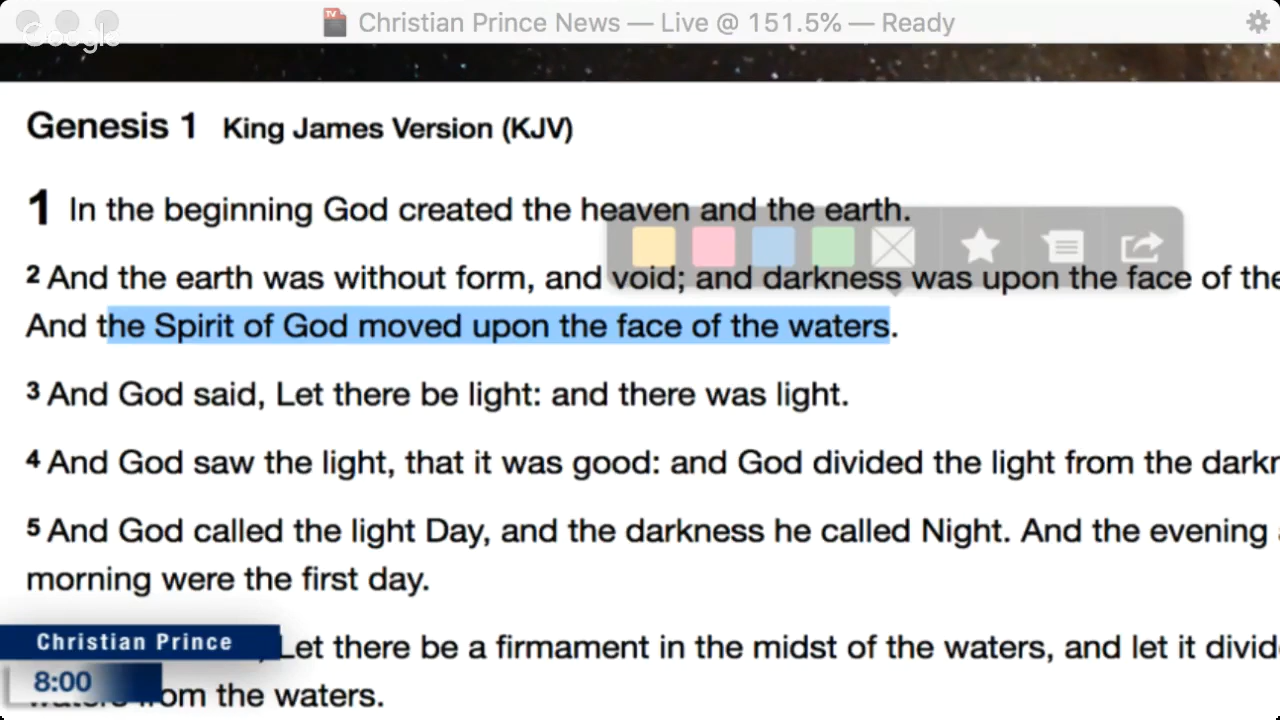 Google
TV
Christian Prince News — Live @ 151.5% — Ready
Genesis 1 King James Version (KJV)
1 In the beginning God created the heaven and the earth.
2 And the earth was without form, and void; and darkness was upon the face of the
And the Spirit of God moved upon the face of the waters.
3 And God said, Let there be light: and there was light.
4 And God saw the light, that it was good: and God divided the light from the darkn
5 And God called the light Day, and the darkness he called Night. And the evening a
morning were the first day.
Christian Prince
, Let there be a firmament in the midst of the waters, and let it divid
8:00
waters from the waters.